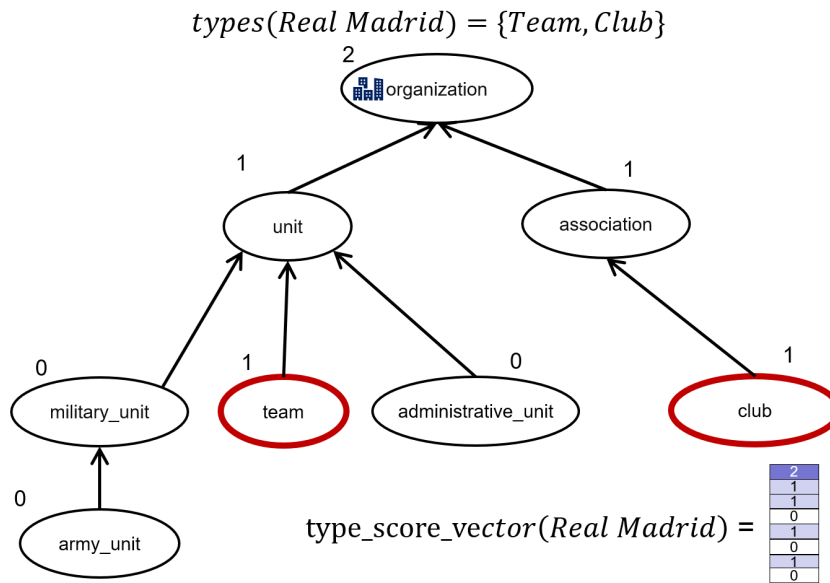 types(Real Madrid) = {Team, Club}
2
organization
1
1
unit
association
0
1
0
1
military_unit
team
administrative_unit
club
0
army_unit
type_score_vector(Real Madrid) =
2
1
1
0
1
0
1
0